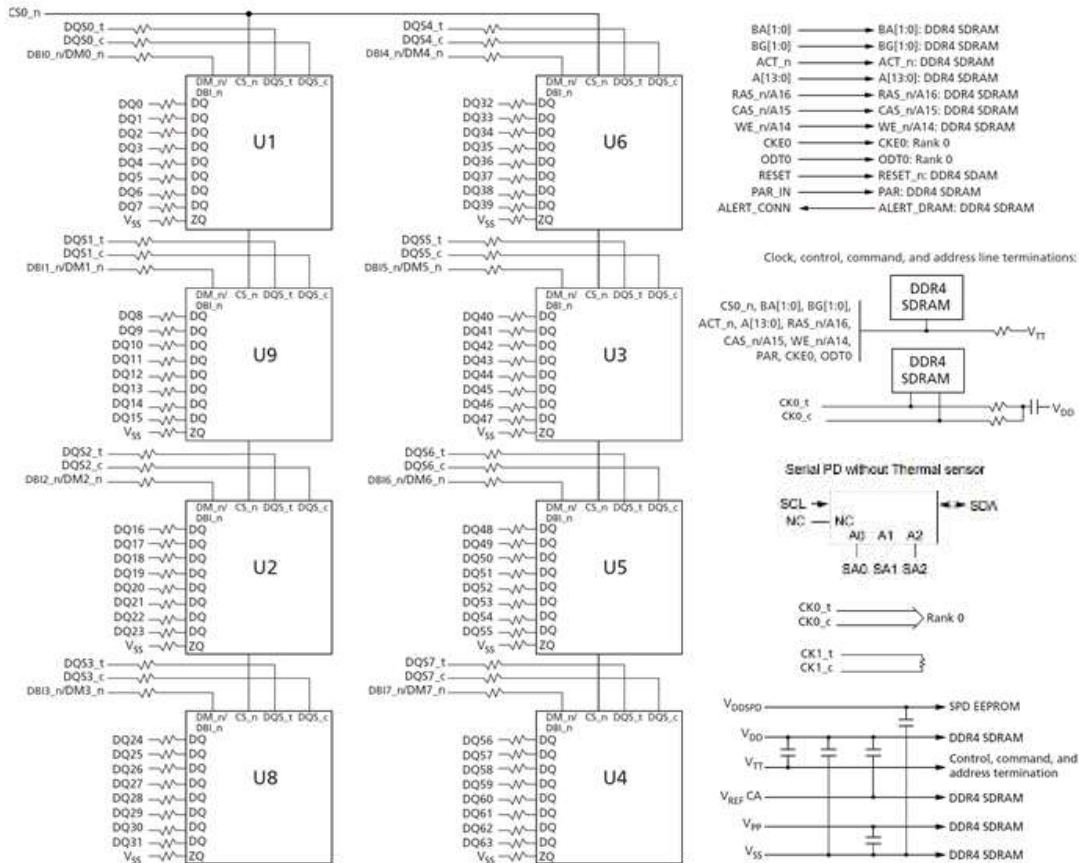 CS0_n
DQS0_t
DQS0_c
DBI0_n/DM0_n
DM_n/ CS_n DQS_t DQS_c
DBI_n
U1
DQ0 DQ
DQ1 DQ
DQ2 DQ
DQ3 DQ
DQ4 DQ
DQ5 DQ
DQ6 DQ
DQ7 DQ
VSS ZQ
DQS1_t
DQS1_c
DBI1_n/DM1_n
DM_n/ CS_n DQS_t DQS_c
DBI_n
U9
DQ8 DQ
DQ9 DQ
DQ10 DQ
DQ11 DQ
DQ12 DQ
DQ13 DQ
DQ14 DQ
DQ15 DQ
VSS ZQ
DQS2_t
DQS2_c
DBI2_n/DM2_n
DM_n/ CS_n DQS_t DQS_c
DBI_n
U2
DQ16 DQ
DQ17 DQ
DQ18 DQ
DQ19 DQ
DQ20 DQ
DQ21 DQ
DQ22 DQ
DQ23 DQ
VSS ZQ
DQS3_t
DQS3_c
DBI3_n/DM3_n
DM_n/ CS_n DQS_t DQS_c
DBI_n
U8
DQ24 DQ
DQ25 DQ
DQ26 DQ
DQ27 DQ
DQ28 DQ
DQ29 DQ
DQ30 DQ
DQ31 DQ
VSS ZQ
DQS4_t
DQS4_c
DBI4_n/DM4_n
DM_n/ CS_n DQS_t DQS_c
DBI_n
U6
DQ32 DQ
DQ33 DQ
DQ34 DQ
DQ35 DQ
DQ36 DQ
DQ37 DQ
DQ38 DQ
DQ39 DQ
VSS ZQ
DQS5_t
DQS5_c
DBI5_n/DM5_n
DM_n/ CS_n DQS_t DQS_c
DBI_n
U3
DQ40 DQ
DQ41 DQ
DQ42 DQ
DQ43 DQ
DQ44 DQ
DQ45 DQ
DQ46 DQ
DQ47 DQ
VSS ZQ
DQS6_t
DQS6_c
DBI6_n/DM6_n
DM_n/ CS_n DQS_t DQS_c
DBI_n
U5
DQ48 DQ
DQ49 DQ
DQ50 DQ
DQ51 DQ
DQ52 DQ
DQ53 DQ
DQ54 DQ
DQ55 DQ
VSS ZQ
DQS7_t
DQS7_c
DBI7_n/DM7_n
DM_n/ CS_n DQS_t DQS_c
DBI_n
U4
DQ56 DQ
DQ57 DQ
DQ58 DQ
DQ59 DQ
DQ60 DQ
DQ61 DQ
DQ62 DQ
DQ63 DQ
VSS ZQ
BA[1:0] BA[1:0]: DDR4 SDRAM
BG[1:0] BG[1:0]: DDR4 SDRAM
ACT_n ACT_n: DDR4 SDRAM
A[13:0] A[13:0]: DDR4 SDRAM
RAS_n/A16 RAS_n/A16: DDR4 SDRAM
CAS_n/A15 CAS_n/A15: DDR4 SDRAM
WE_n/A14 WE_n/A14: DDR4 SDRAM
CKE0 CKE0: Rank 0
ODT0 ODT0: Rank 0
RESET RESET_n: DDR4 SDAM
PAR_IN PAR: DDR4 SDRAM
ALERT_CONN ALERT_DRAM: DDR4 SDRAM
Clock, control, command, and address line terminations:
DDR4
SDRAM
CS0_n, BA[1:0], BG[1:0],
ACT_n, A[13:0], RAS_n/A16,
CAS_n/A15, WE_n/A14,
PAR, CKE0, ODT0
VTT
DDR4
SDRAM
CK0_t
CK0_c
VDD
Serial PD without Thermal sensor
SCL SDA
NC NC
A0 A1 A2
SA0 SA1 SA2
CK0_t
CK0_c
Rank 0
CK1_t
CK1_c
VDDSPD SPD EEPROM
VDD DDR4 SDRAM
VTT Control, command, and
address termination
VREF CA DDR4 SDRAM
VPP DDR4 SDRAM
VSS DDR4 SDRAM